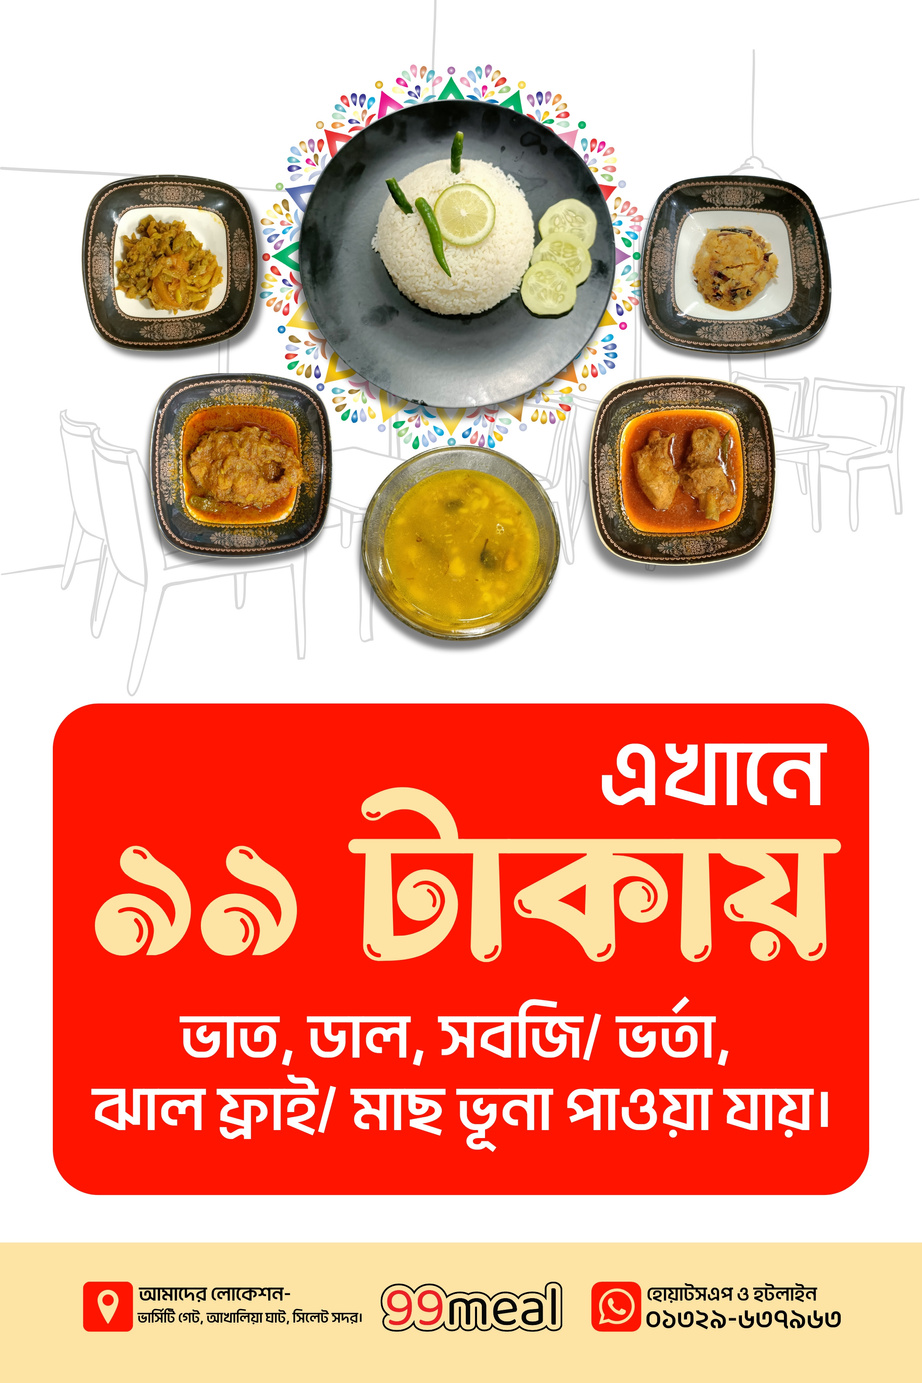 এখানে
৯৯ টাকায়
ভাত, ডাল, সবজি/ ভর্তা,
ঝাল ফ্রাই/ মাছ ভূনা পাওয়া যায়।
আমাদের লোকেশন-
ভার্সিটি গেট, আখালিয়া ঘাট, সিলেট সদর।
99meal
হোয়াটসএপ ও হটলাইন
০১৩২৯-৬৩৭৯৬৩